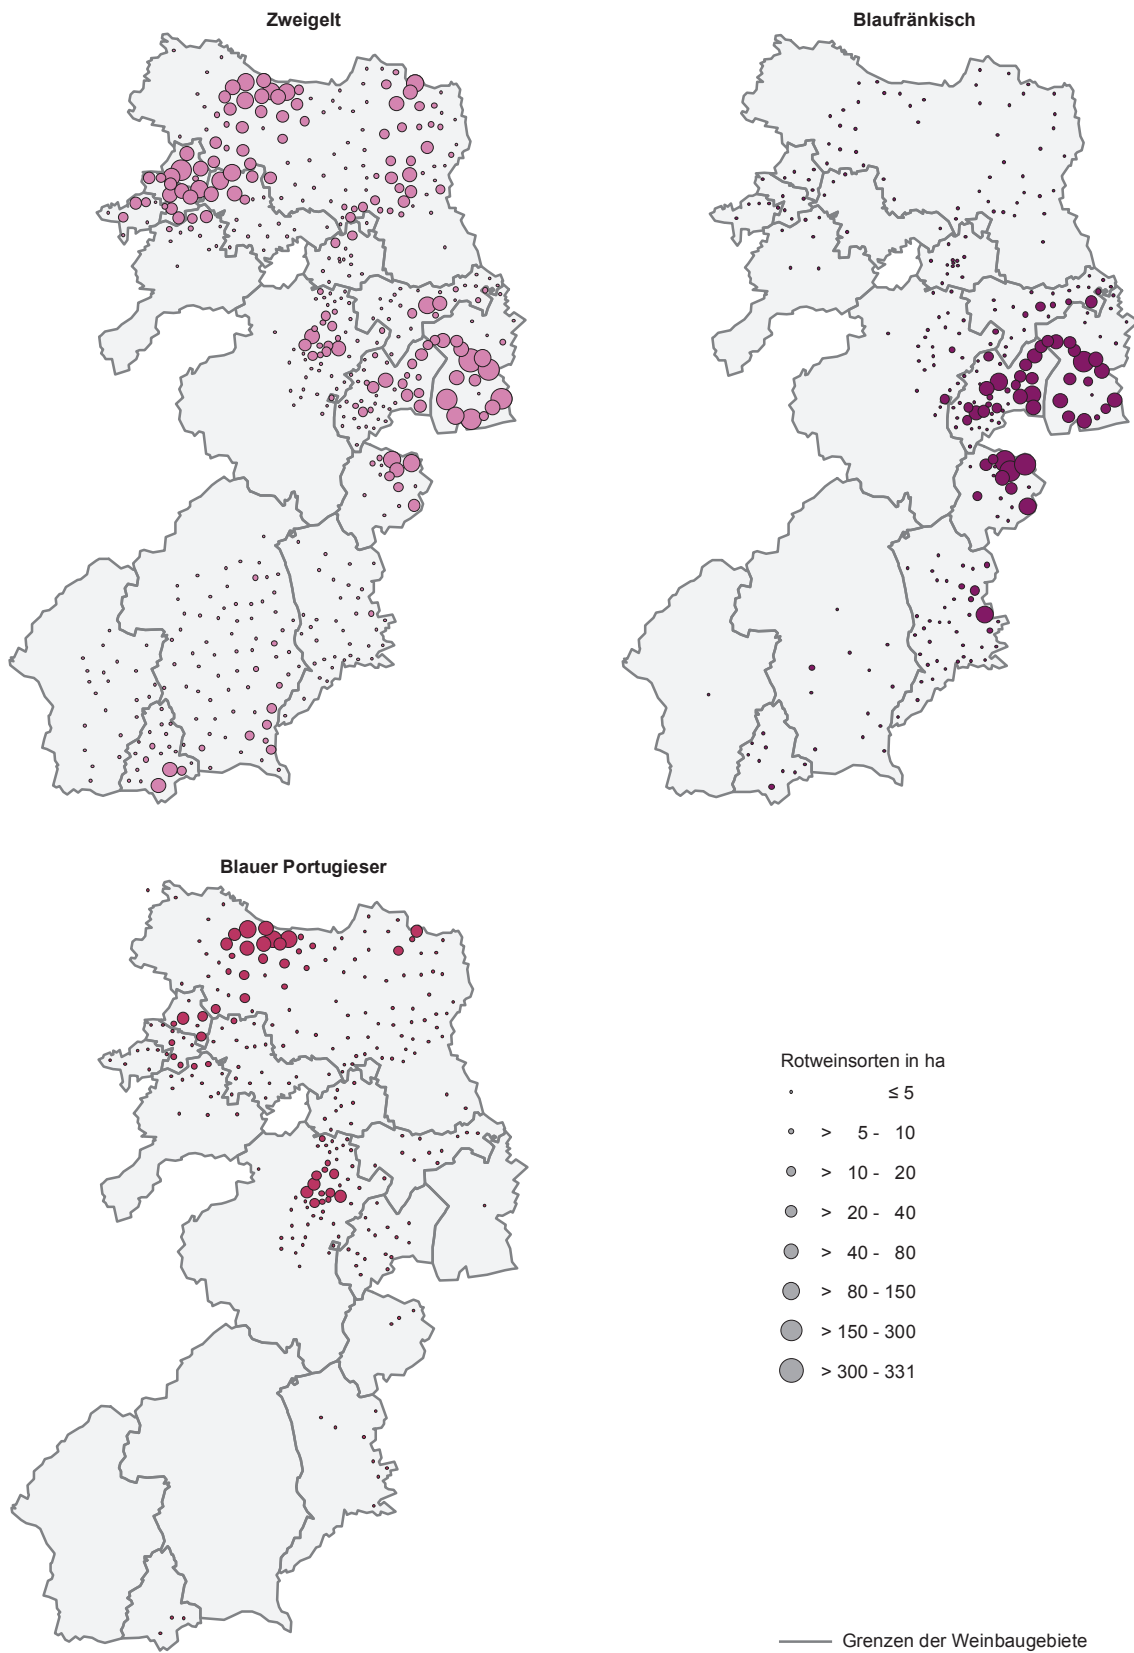 Zweigelt
Blaufränkisch
Blauer Portugieser
Rotweinsorten in ha
≤ 5
> 5 - 10
> 10 - 20
> 20 - 40
> 40 - 80
> 80 - 150
> 150 - 300
> 300 - 331
Grenzen der Weinbaugebiete